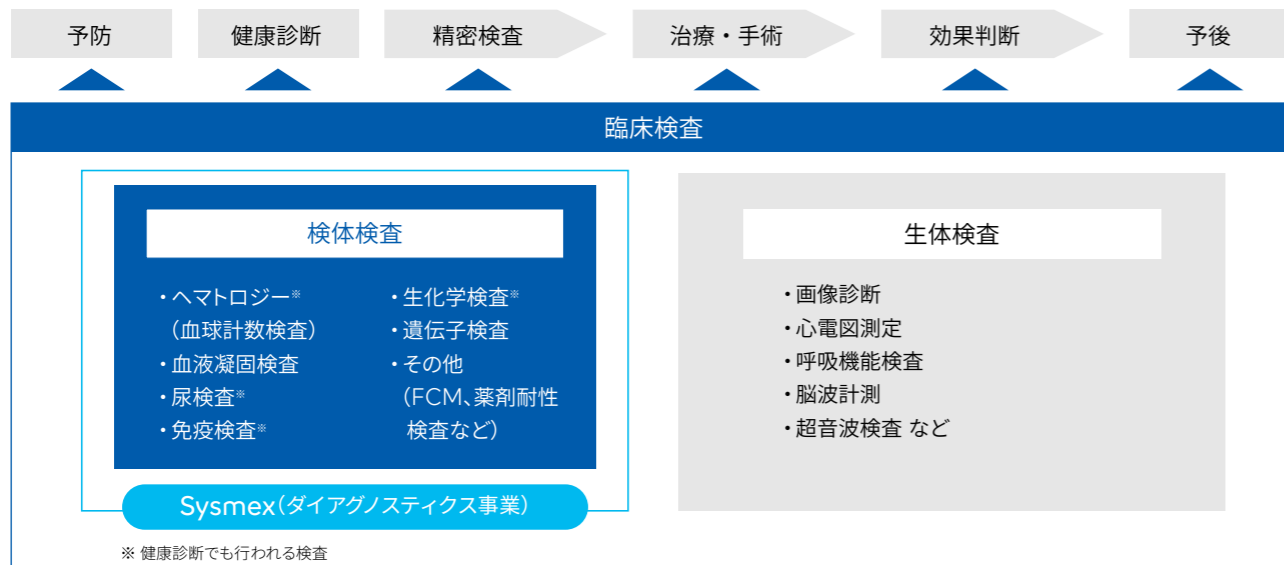 予防
健康診断
精密検査
治療・手術
効果判断
予後
臨床検査
検体検査
・ヘマトロジー※
（血球計数検査）
・血液凝固検査
・尿検査※
・免疫検査※
・生化学検査※
・遺伝子検査
・その他
（FCM、薬剤耐性
検査など）
Sysmex（ダイアグノスティクス事業）
※ 健康診断でも行われる検査
生体検査
・画像診断
・心電図測定
・呼吸機能検査
・脳波計測
・超音波検査 など